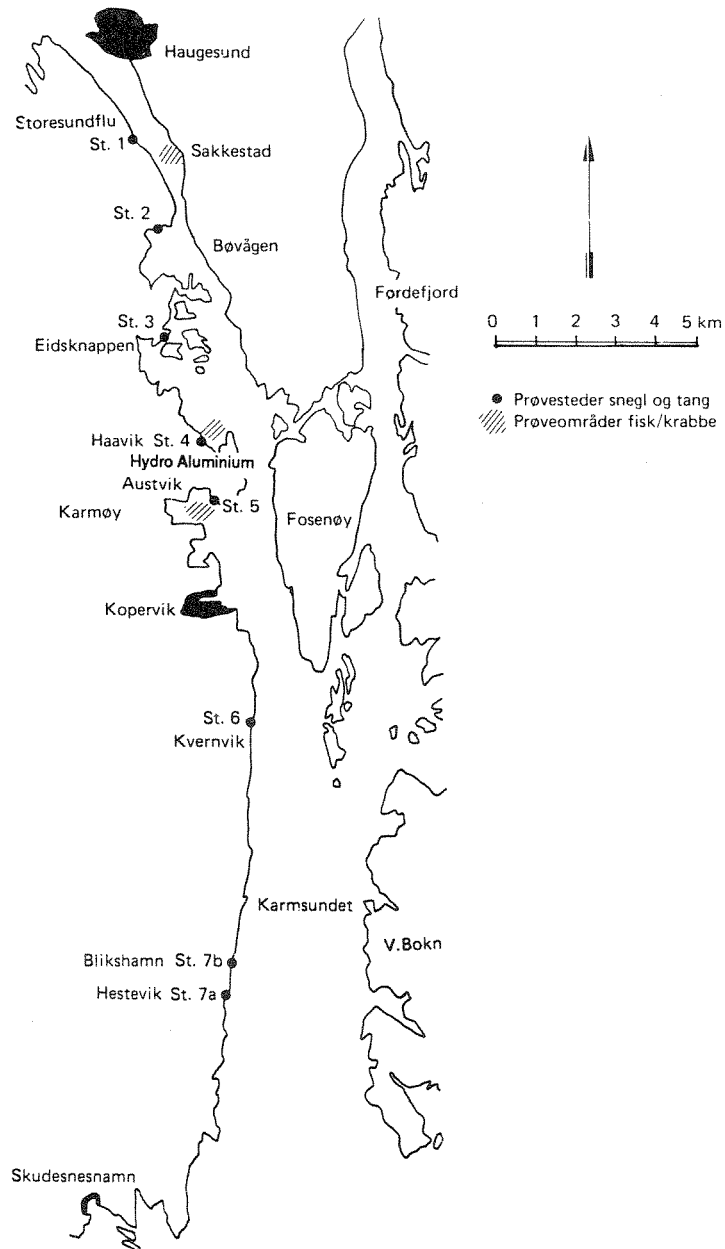 Haugesund
Storesundflu
St. 1
Sakkestad
St. 2
Bøvågen
Førdefjord
St. 3
Eidsknappen
0 1 2 3 4 5 km
Prøvesteder snegl og tang
Prøveområder fisk/krabbe
Haavik St. 4
Hydro Aluminium
Austvik
St. 5
Karmøy
Fosenøy
Kopervik
St. 6
Kvernvik
Karmsundet
V.Bokn
Blikshamn St. 7b
Hestevik St. 7a
Skudesnesnamn